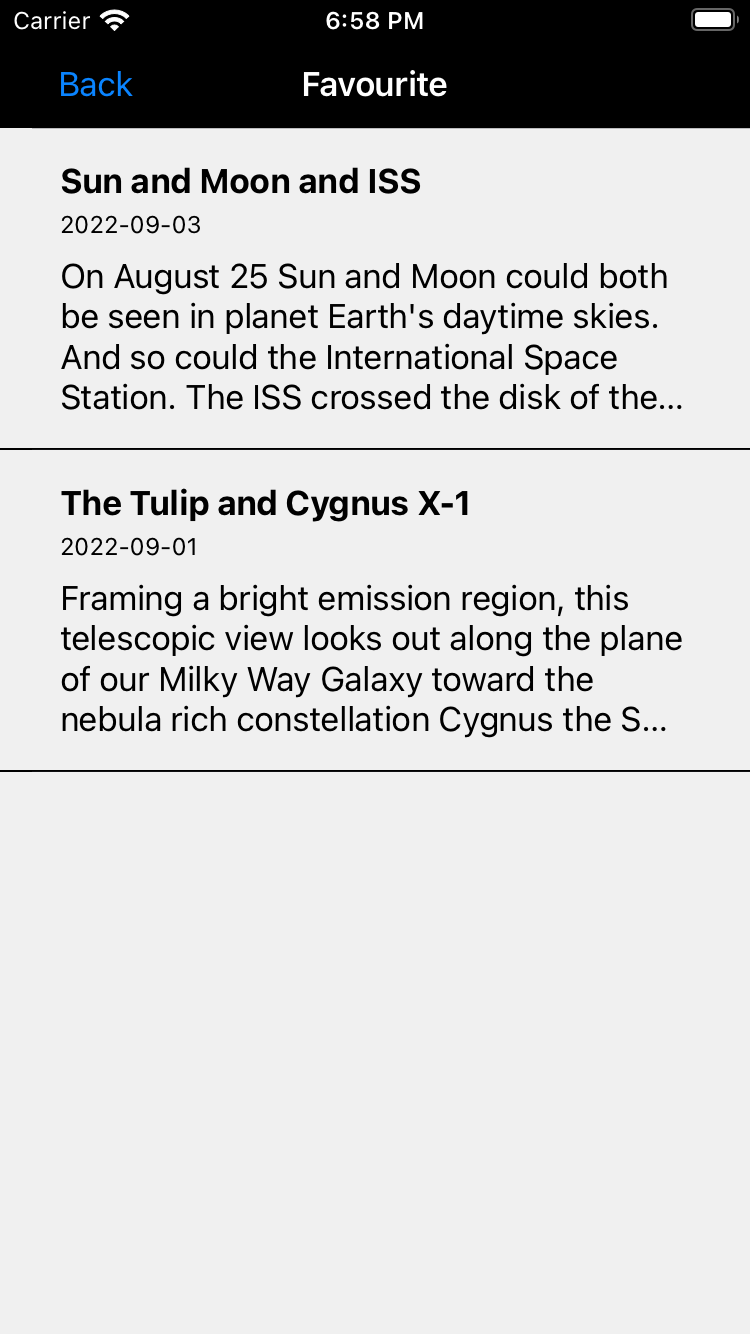 Carrier 6:58 PM
Back Favourite
Sun and Moon and ISS
2022-09-03
On August 25 Sun and Moon could both
be seen in planet Earth's daytime skies.
And so could the International Space
Station. The ISS crossed the disk of the...
The Tulip and Cygnus X-1
2022-09-01
Framing a bright emission region, this
telescopic view looks out along the plane
of our Milky Way Galaxy toward the
nebula rich constellation Cygnus the S...